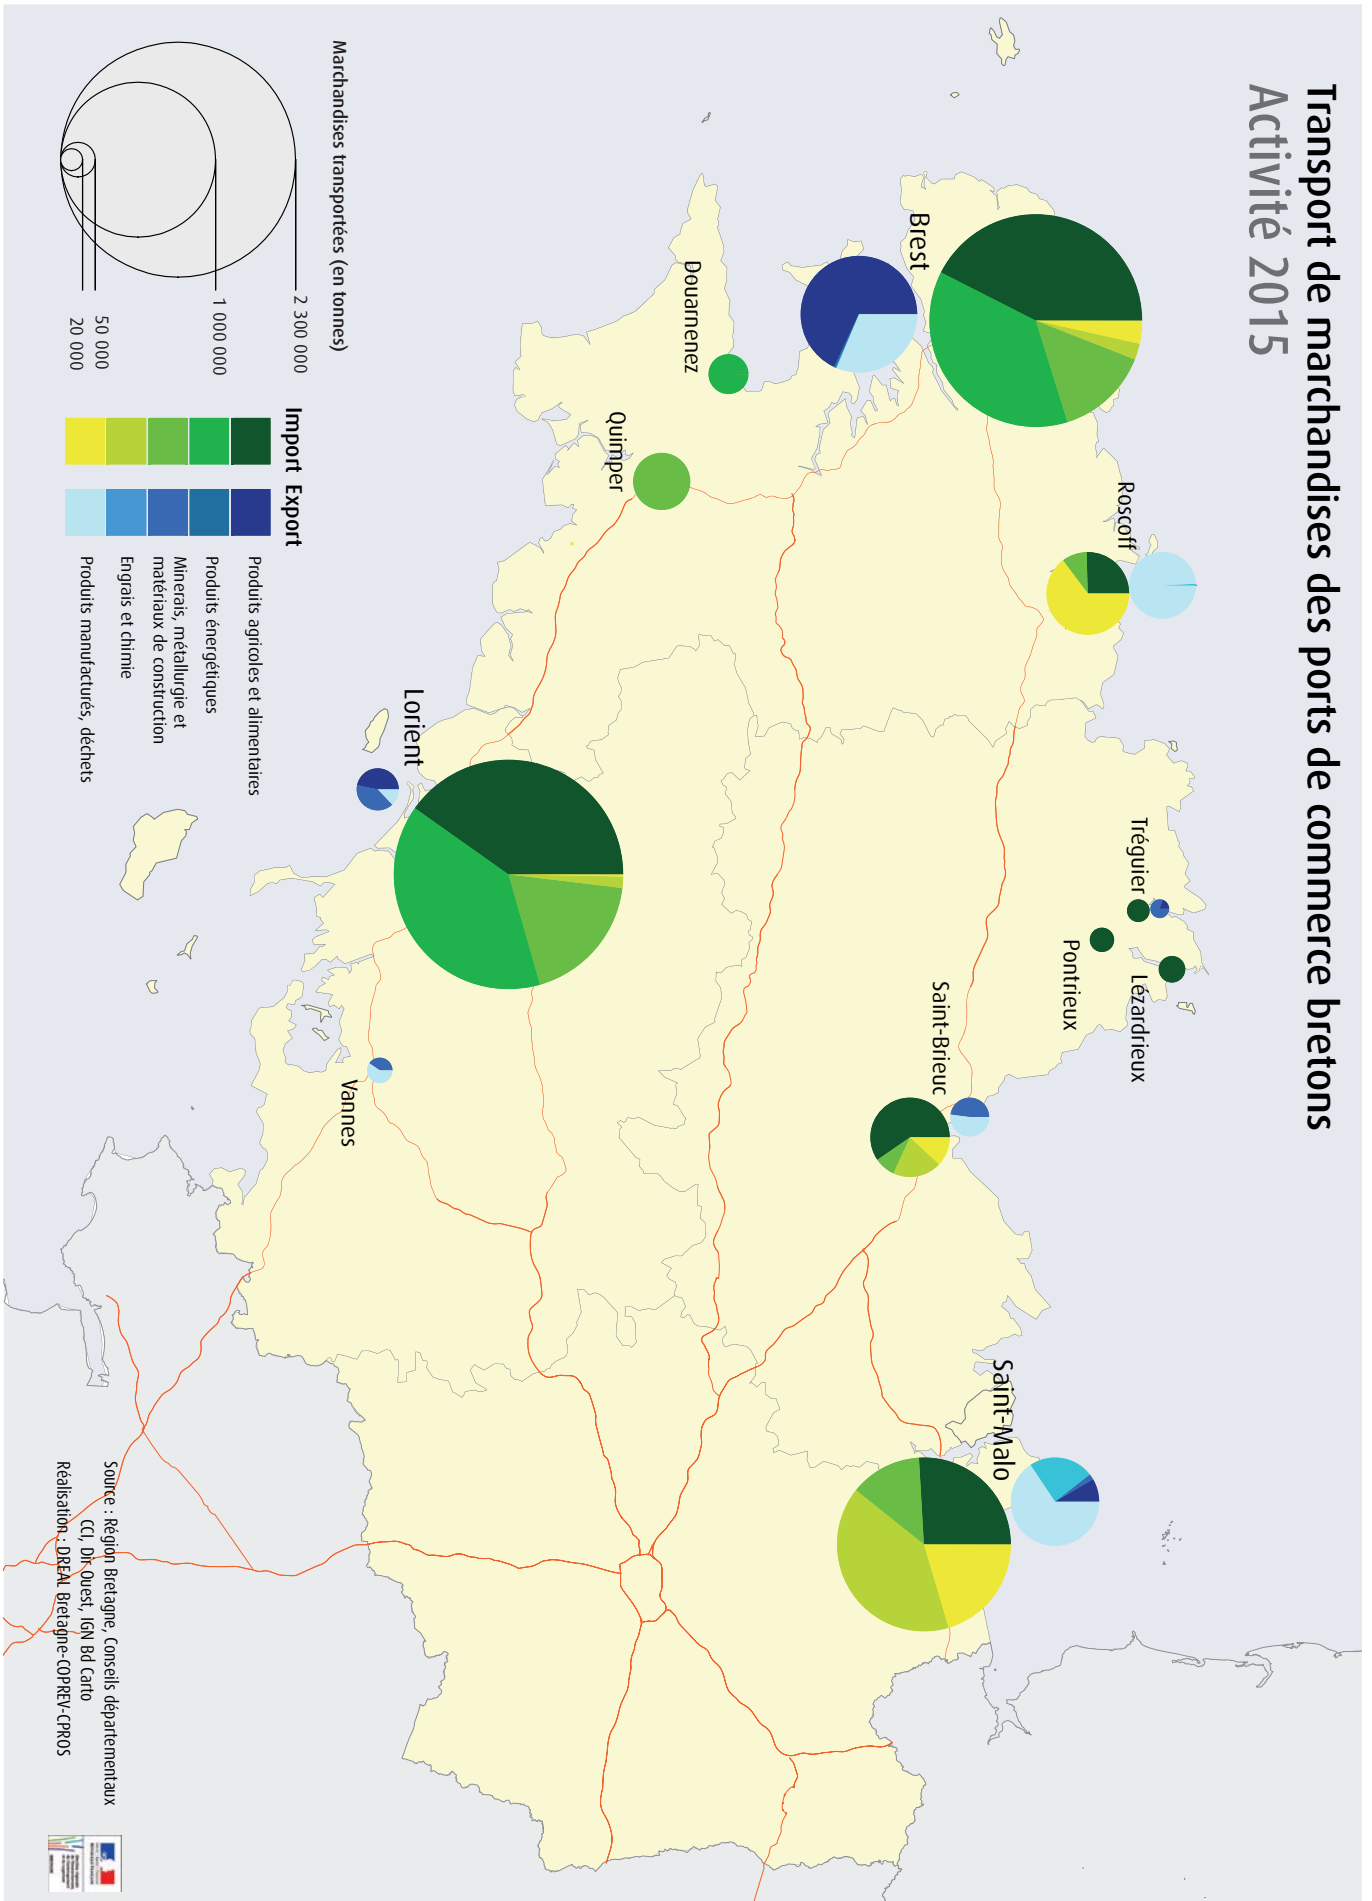 Transport de marchandises des ports de commerce bretons
Activité 2015
Roscoff
Tréguier
Lézardrieux
Pontrieux
Saint-Brieuc
Saint-Malo
Brest
Douarnenez
Quimper
Lorient
Vannes
Marchandises transportées (en tonnes)
2 300 000
1 000 000
50 000
20 000
Import Export
Produits agricoles et alimentaires
Produits énergétiques
Minerais, métallurgie et
matériaux de construction
Engrais et chimie
Produits manufacturés, déchets
Source : Région Bretagne, Conseils départementaux
CCI, Dir Ouest, IGN Bd Carto
Réalisation : DREAL Bretagne-COPREV-CPROS